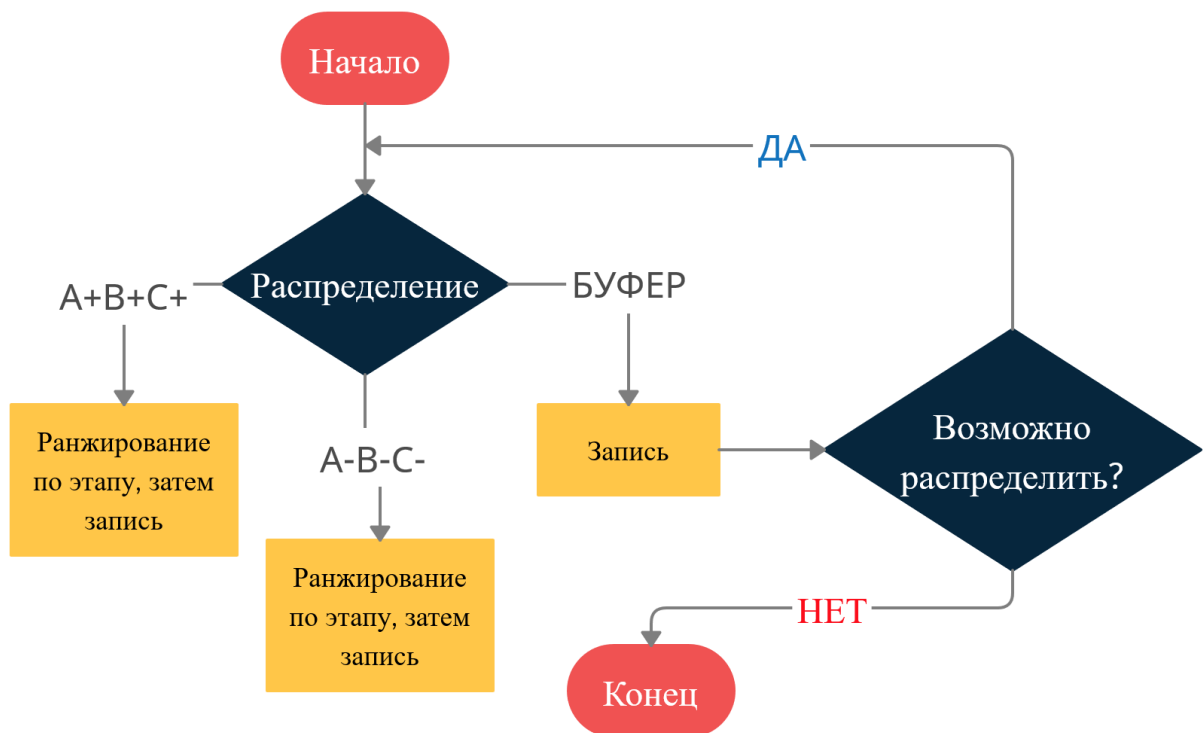 Начало
ДА
Распределение
БУФЕР
A+B+C+
Ранжирование
по этапу, затем
запись
A-B-C-
Запись
Возможно
распределить?
Ранжирование
по этапу, затем
запись
НЕТ
Конец